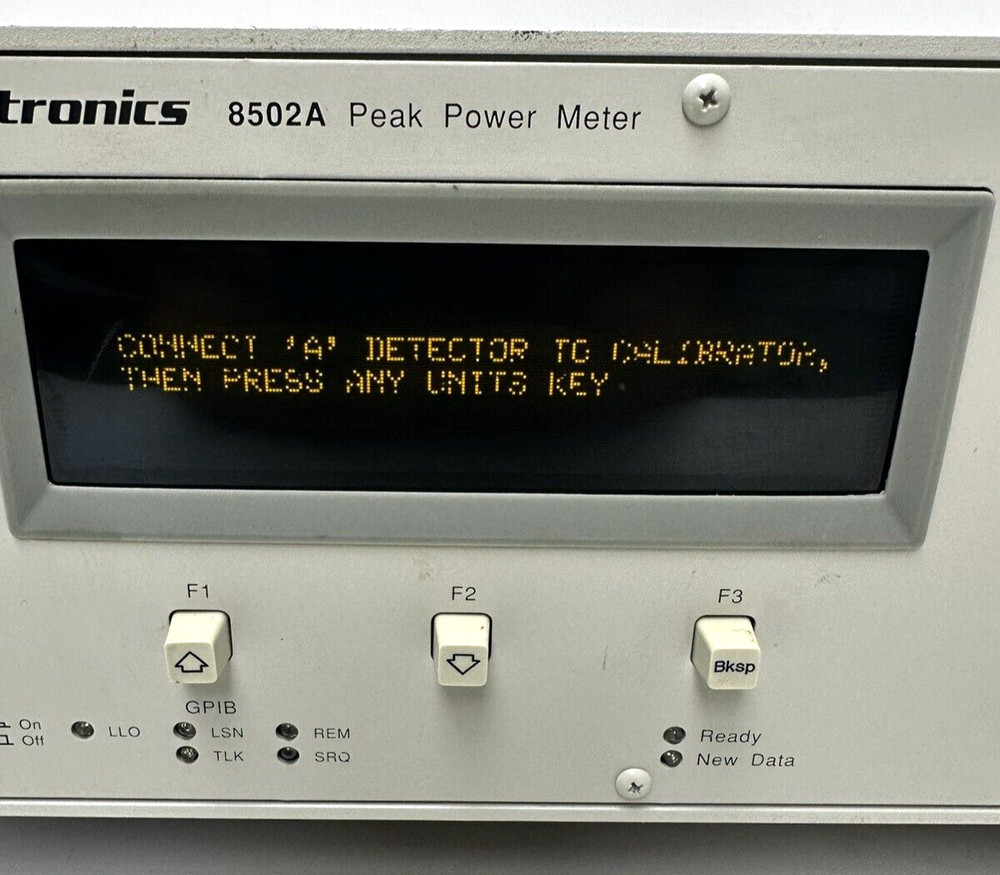 tronics 8502A Peak Power Meter
CONNECT 'A' DETECTOR TO CALIBRATOR,
THEN PRESS ANY UNITS KEY
F1 F2 F3
Bksp
GPIB
On
Off
LLO LSN REM
TLK SRQ
Ready
New Data